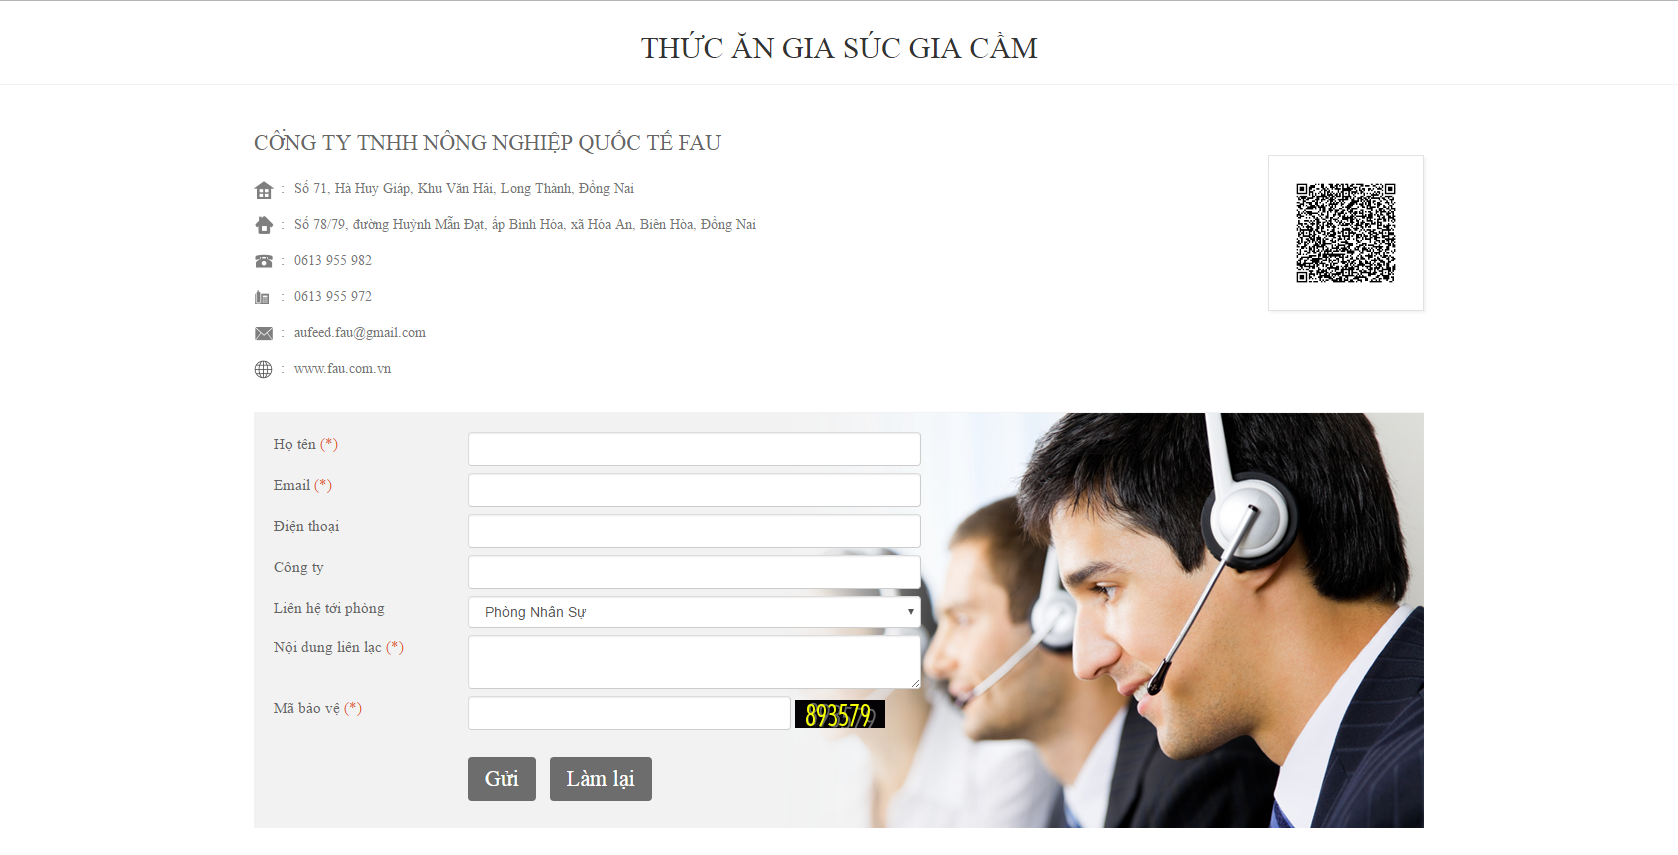 THỨC ĂN GIA SÚC GIA CẦM
CÔNG TY TNHH NÔNG NGHIỆP QUỐC TẾ FAU
: Số 71, Hà Huy Giáp, Khu Văn Hải, Long Thành, Đồng Nai
: Số 78/79, đường Huỳnh Mẫn Đạt, ấp Bình Hóa, xã Hóa An, Biên Hòa, Đồng Nai
: 0613 955 982
: 0613 955 972
: aufeed.fau@gmail.com
: www.fau.com.vn
Họ tên (*)
Email (*)
Điện thoại
Công ty
Liên hệ tới phòng
Phòng Nhân Sự
Nội dung liên lạc (*)
Mã bảo vệ (*)
893579
Gửi
Làm lại